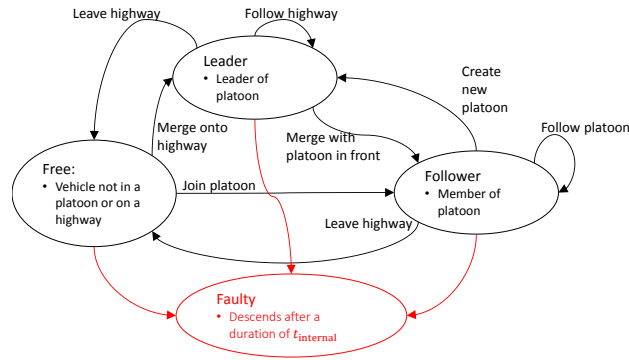 Leave highway
Follow highway
Leader
• Leader of
platoon
Create
new
platoon
Merge onto
highway
Merge with
platoon in front
Follow platoon
Free:
• Vehicle not in a
platoon or on a
highway
Join platoon
Follower
• Member of
platoon
Leave highway
Faulty
• Descends after a
duration of t_internal